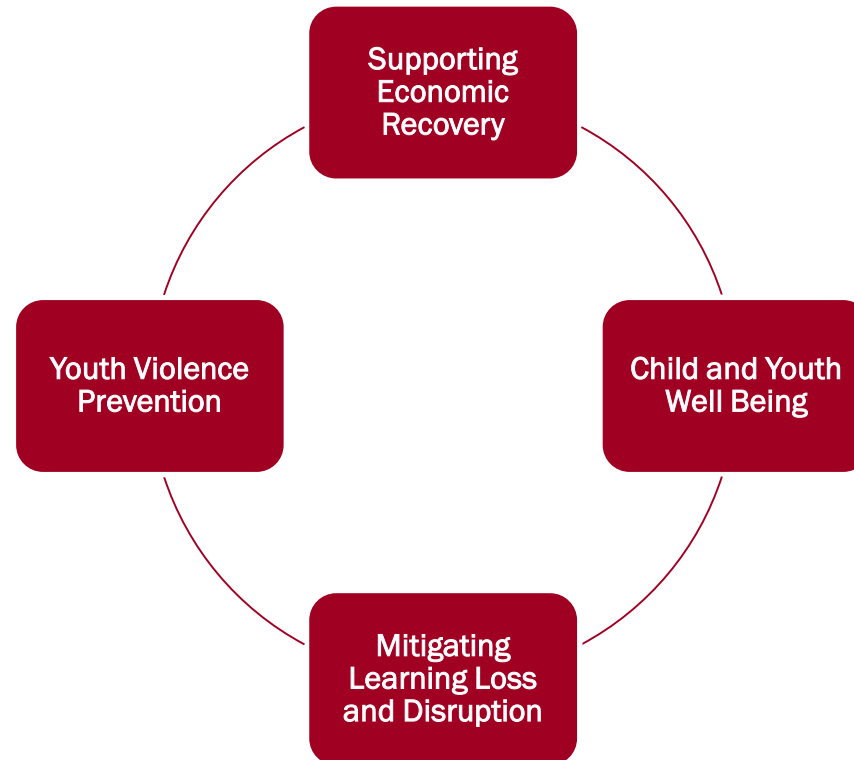 Supporting
Economic
Recovery
Youth Violence
Prevention
Child and Youth
Well Being
Mitigating
Learning Loss
and Disruption